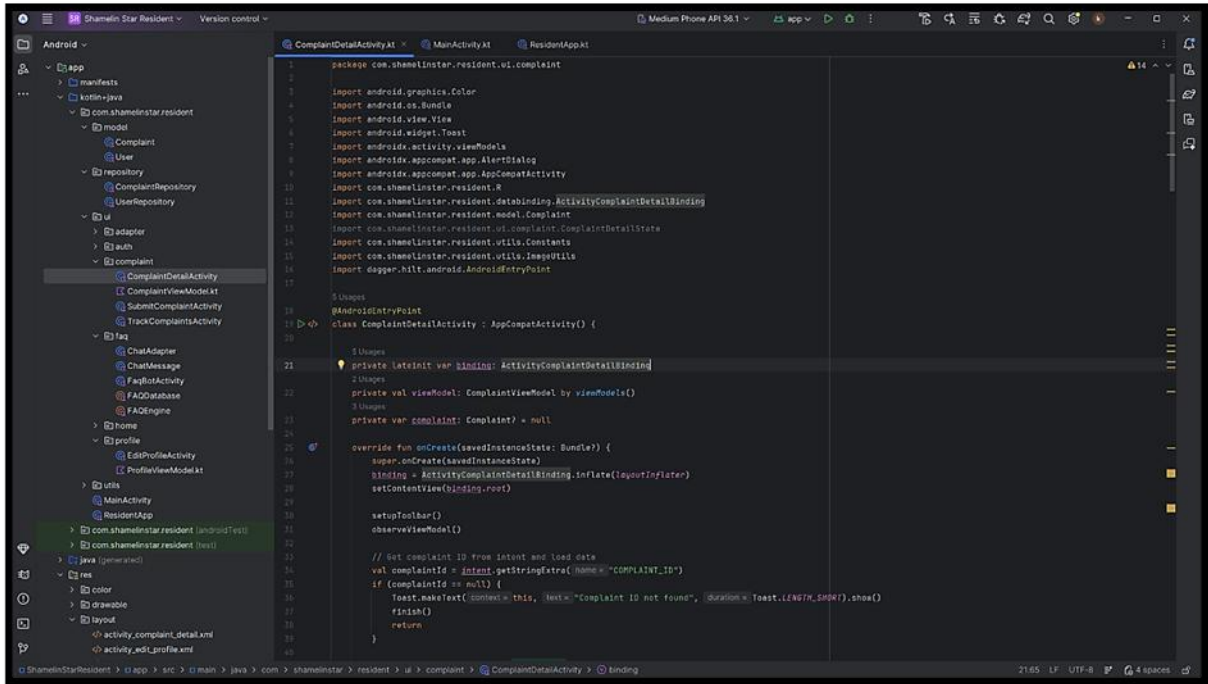 SR Shamelin Star Resident Version control Medium Phone API 36.1 app
Android
app
manifests
kotlin+java
com.shamelinstar.resident
model
Complaint
User
repository
ComplaintRepository
UserRepository
ui
adapter
auth
complaint
ComplaintDetailActivity
ComplaintViewModel.kt
SubmitComplaintActivity
TrackComplaintsActivity
faq
ChatAdapter
ChatMessage
FaqBotActivity
FAQDatabase
FAQEngine
home
profile
EditProfileActivity
ProfileViewModel.kt
utils
MainActivity
ResidentApp
com.shamelinstar.resident (androidTest)
com.shamelinstar.resident (test)
java (generated)
res
color
drawable
layout
activity_complaint_detail.xml
activity_edit_profile.xml
ComplaintDetailActivity.kt MainActivity.kt ResidentApp.kt
14
1 package com.shamelinstar.resident.ui.complaint
2
3 import android.graphics.Color
4 import android.os.Bundle
5 import android.view.View
6 import android.widget.Toast
7 import androidx.activity.viewModels
8 import androidx.appcompat.app.AlertDialog
9 import androidx.appcompat.app.AppCompatActivity
10 import com.shamelinstar.resident.R
11 import com.shamelinstar.resident.databinding.ActivityComplaintDetailBinding
12 import com.shamelinstar.resident.model.Complaint
13 import com.shamelinstar.resident.ui.complaint.ComplaintDetailState
14 import com.shamelinstar.resident.utils.Constants
15 import com.shamelinstar.resident.utils.ImageUtils
16 import dagger.hilt.android.AndroidEntryPoint
17
5 Usages
18 @AndroidEntryPoint
19 class ComplaintDetailActivity : AppCompatActivity() {
20
5 Usages
21 private lateinit var binding: ActivityComplaintDetailBinding
2 Usages
22 private val viewModel: ComplaintViewModel by viewModels()
3 Usages
23 private var complaint: Complaint? = null
24
25 override fun onCreate(savedInstanceState: Bundle?) {
26 super.onCreate(savedInstanceState)
27 binding = ActivityComplaintDetailBinding.inflate(layoutInflater)
28 setContentView(binding.root)
29
30 setupToolbar()
31 observeViewModel()
32
33 // Get complaint ID from intent and load data
34 val complaintId = intent.getStringExtra( name = "COMPLAINT_ID")
35 if (complaintId == null) {
36 Toast.makeText( context = this, text = "Complaint ID not found", duration = Toast.LENGTH_SHORT).show()
37 finish()
38 return
39 }
40
ShamelinStarResident > app > src > main > java > com > shamelinstar > resident > ui > complaint > ComplaintDetailActivity > binding 21:65 LF UTF-8 4 spaces